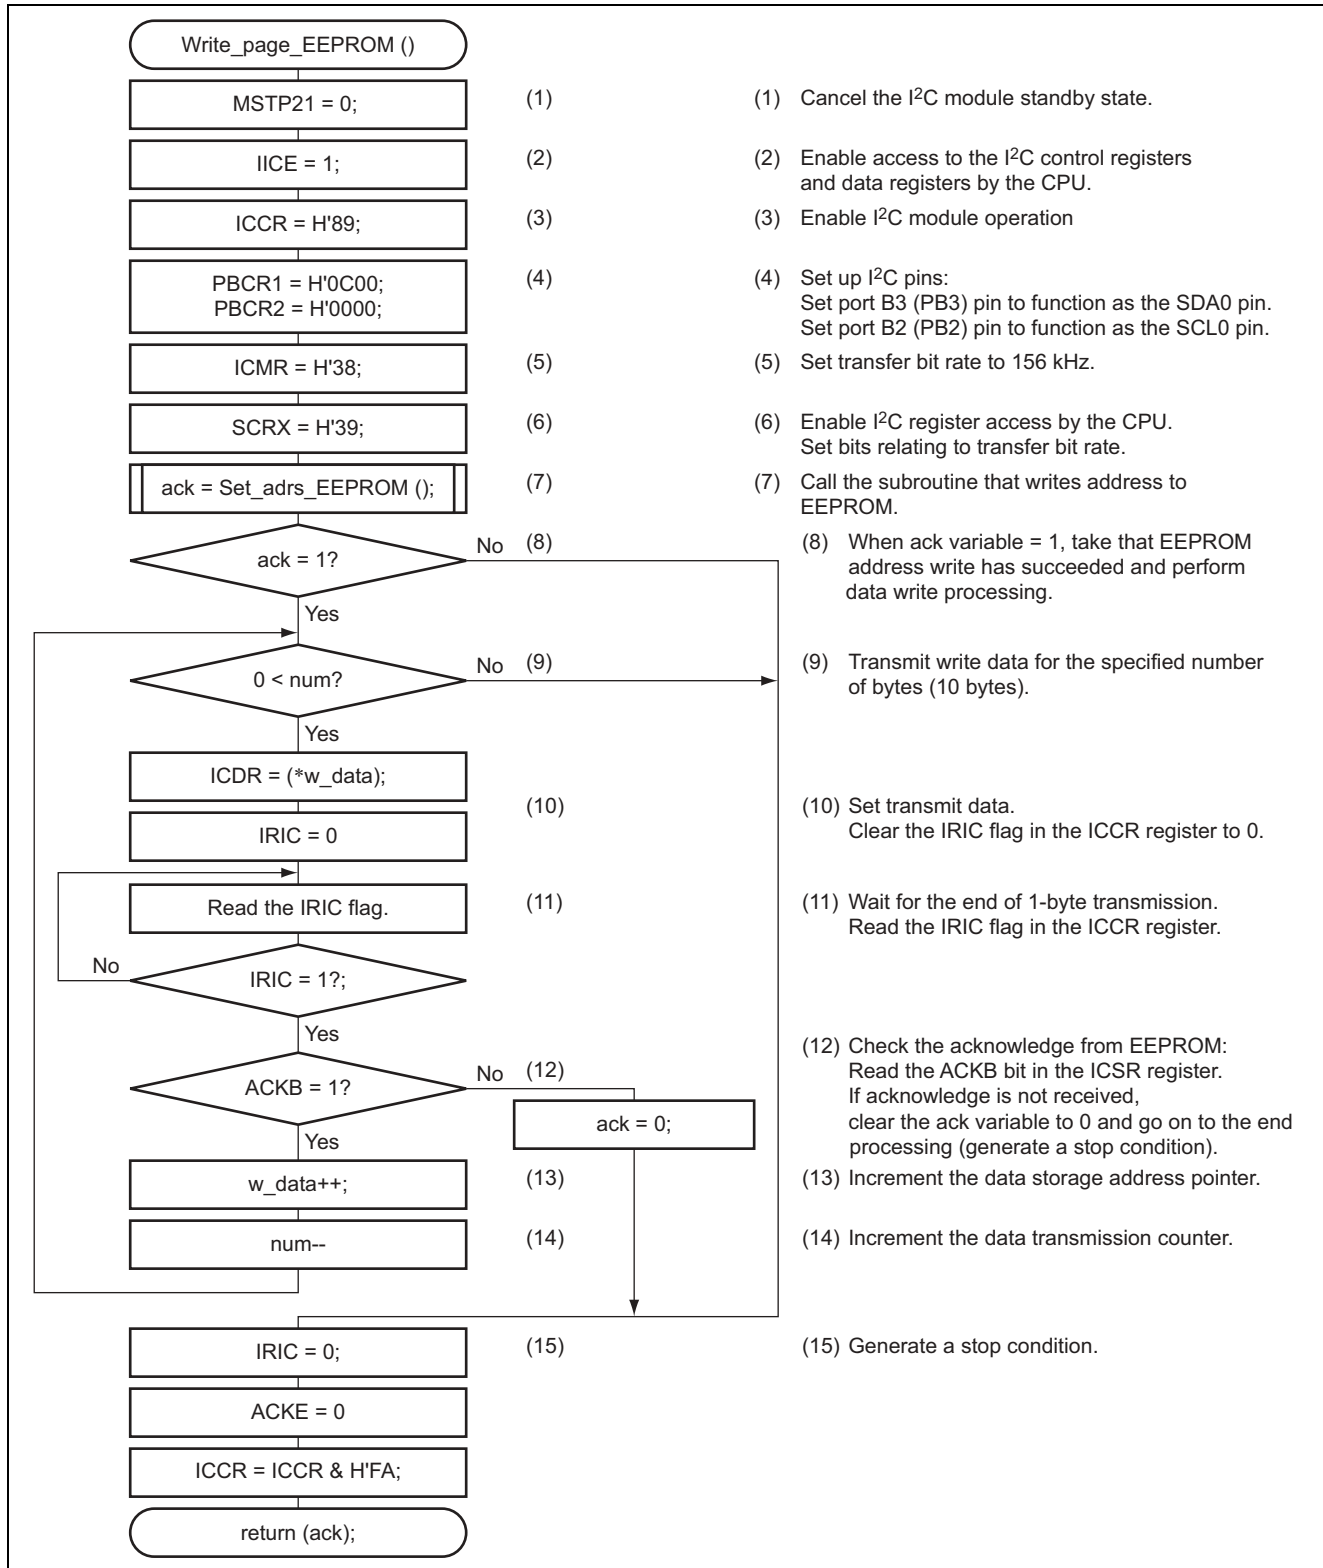 Write_page_EEPROM ()
MSTP21 = 0;
(1)
(1) Cancel the I2C module standby state.
IICE = 1;
(2)
(2) Enable access to the I2C control registers
and data registers by the CPU.
ICCR = H'89;
(3)
(3) Enable I2C module operation
PBCR1 = H'0C00;
PBCR2 = H'0000;
(4)
(4) Set up I2C pins:
Set port B3 (PB3) pin to function as the SDA0 pin.
Set port B2 (PB2) pin to function as the SCL0 pin.
ICMR = H'38;
(5)
(5) Set transfer bit rate to 156 kHz.
SCRX = H'39;
(6)
(6) Enable I2C register access by the CPU.
Set bits relating to transfer bit rate.
ack = Set_adrs_EEPROM ();
(7)
(7) Call the subroutine that writes address to
EEPROM.
ack = 1?
No (8)
Yes
(8) When ack variable = 1, take that EEPROM
address write has succeeded and perform
data write processing.
0 < num?
No (9)
Yes
(9) Transmit write data for the specified number
of bytes (10 bytes).
ICDR = (*w_data);
IRIC = 0
(10)
(10) Set transmit data.
Clear the IRIC flag in the ICCR register to 0.
Read the IRIC flag.
(11)
(11) Wait for the end of 1-byte transmission.
Read the IRIC flag in the ICCR register.
No
IRIC = 1?;
Yes
ACKB = 1?
No (12)
Yes
ack = 0;
(12) Check the acknowledge from EEPROM:
Read the ACKB bit in the ICSR register.
If acknowledge is not received,
clear the ack variable to 0 and go on to the end
processing (generate a stop condition).
w_data++;
(13)
(13) Increment the data storage address pointer.
num--
(14)
(14) Increment the data transmission counter.
IRIC = 0;
(15)
(15) Generate a stop condition.
ACKE = 0
ICCR = ICCR & H'FA;
return (ack);